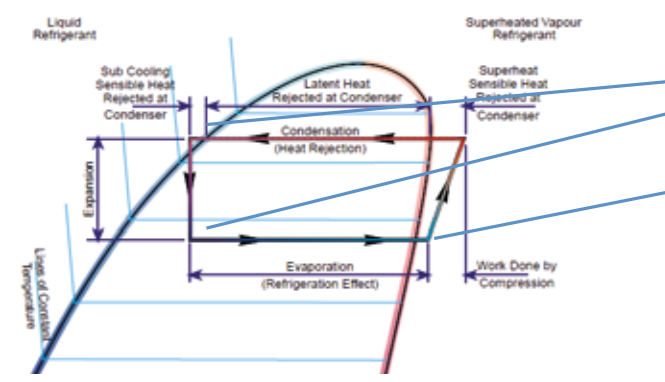 Liquid
Refrigerant
Superheated Vapour
Refrigerant
Sub Cooling
Sensible Heat
Rejected at
Condenser
Latent Heat
Rejected at Condenser
Superheat
Sensible Heat
Rejected at
Condenser
Condensation
(Heat Rejection)
Expansion
Evaporation
(Refrigeration Effect)
Work Done by
Compression
Lines of Constant
Temperature